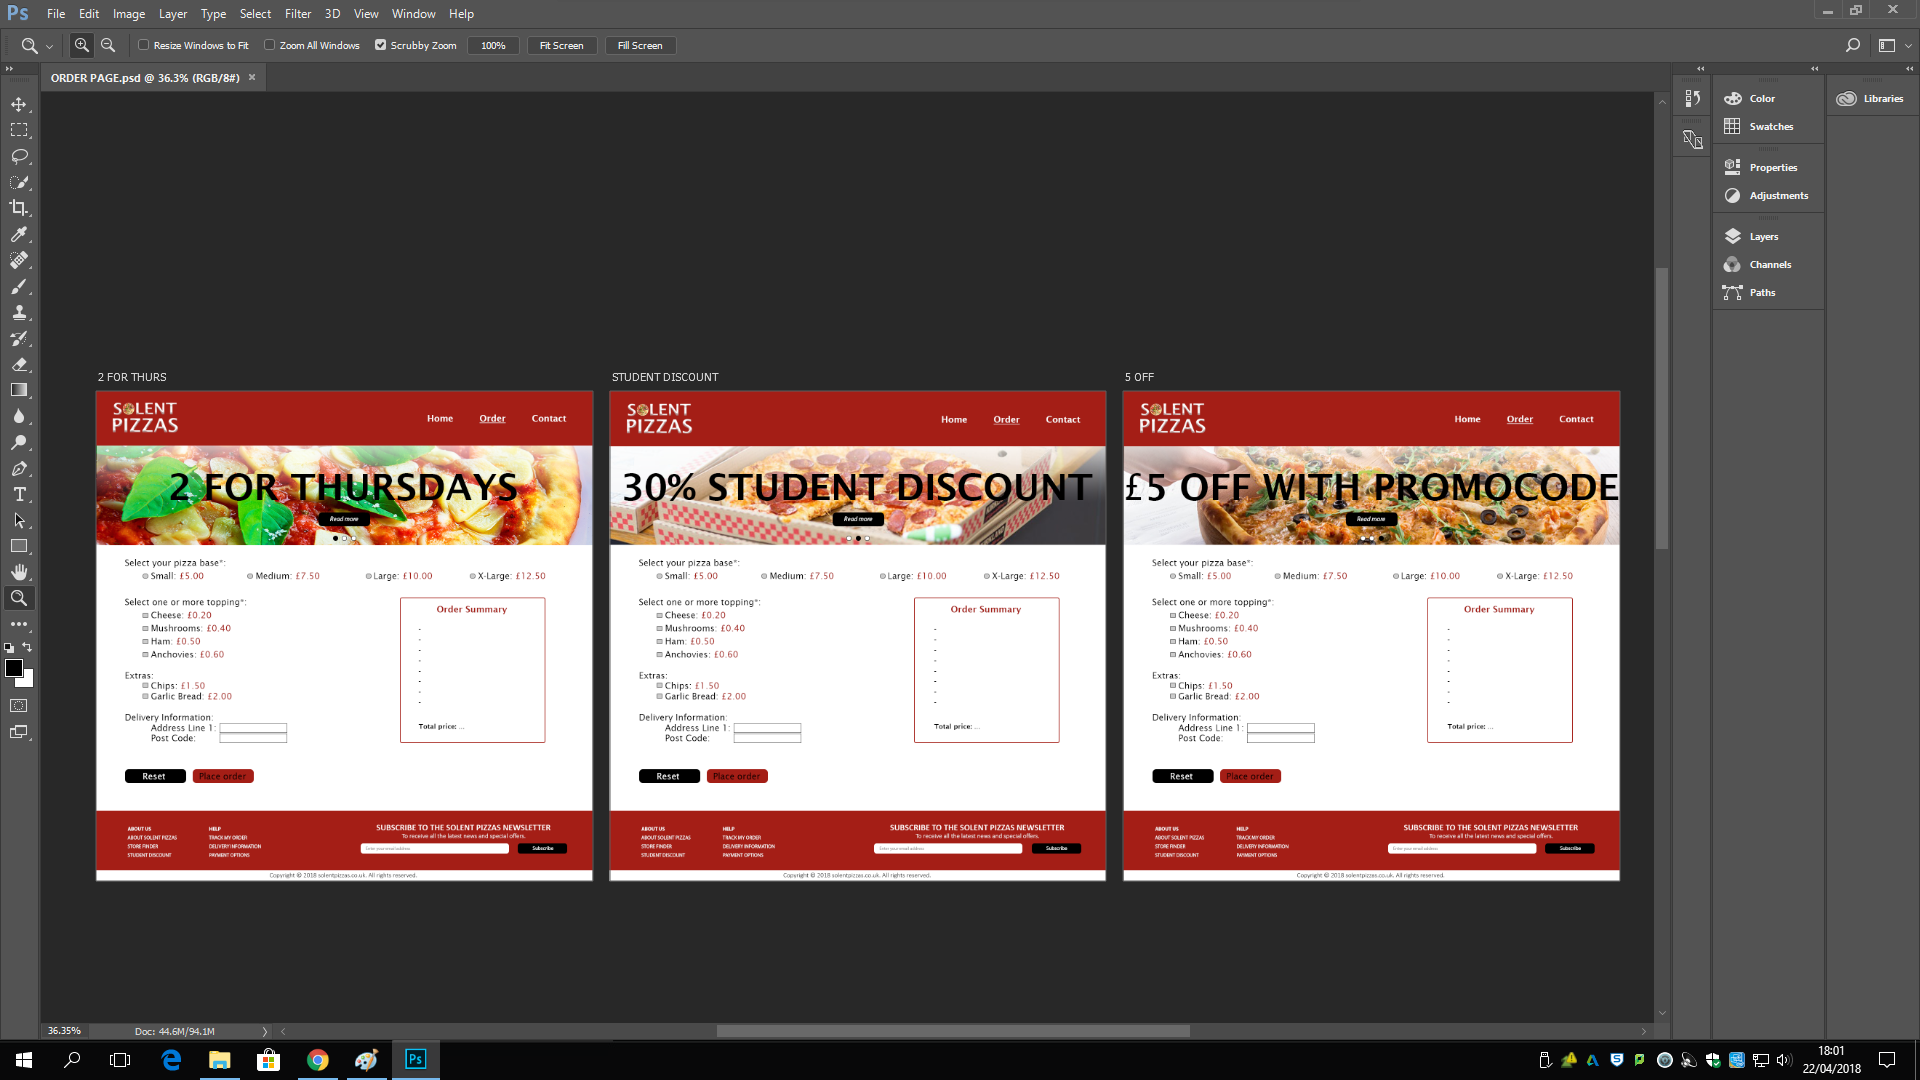 Ps File Edit Image Layer Type Select Filter 3D View Window Help
Resize Windows to Fit Zoom All Windows Scrubby Zoom 100% Fit Screen Fill Screen
ORDER PAGE.psd @ 36.3% (RGB/8#) ×
Color
Swatches
Properties
Adjustments
Layers
Channels
Paths
Libraries
2 FOR THURS
SOLENT
PIZZAS
Home Order Contact
2 FOR THURSDAYS
Read more
Select your pizza base*:
Small: £5.00 Medium: £7.50 Large: £10.00 X-Large: £12.50
Select one or more topping*:
Cheese: £0.20
Mushrooms: £0.40
Ham: £0.50
Anchovies: £0.60
Extras:
Chips: £1.50
Garlic Bread: £2.00
Delivery Information:
Address Line 1:
Post Code:
Order Summary
-
-
-
-
-
-
-
-
Total price: ...
Reset Place order
ABOUT US
ABOUT SOLENT PIZZAS
STORE FINDER
STUDENT DISCOUNT
HELP
TRACK MY ORDER
DELIVERY INFORMATION
PAYMENT OPTIONS
SUBSCRIBE TO THE SOLENT PIZZAS NEWSLETTER
To receive all the latest news and special offers.
Enter your email address Subscribe
Copyright © 2018 solentpizzas.co.uk. All rights reserved.
STUDENT DISCOUNT
SOLENT
PIZZAS
Home Order Contact
30% STUDENT DISCOUNT
Read more
Select your pizza base*:
Small: £5.00 Medium: £7.50 Large: £10.00 X-Large: £12.50
Select one or more topping*:
Cheese: £0.20
Mushrooms: £0.40
Ham: £0.50
Anchovies: £0.60
Extras:
Chips: £1.50
Garlic Bread: £2.00
Delivery Information:
Address Line 1:
Post Code:
Order Summary
-
-
-
-
-
-
-
-
Total price: ...
Reset Place order
ABOUT US
ABOUT SOLENT PIZZAS
STORE FINDER
STUDENT DISCOUNT
HELP
TRACK MY ORDER
DELIVERY INFORMATION
PAYMENT OPTIONS
SUBSCRIBE TO THE SOLENT PIZZAS NEWSLETTER
To receive all the latest news and special offers.
Enter your email address Subscribe
Copyright © 2018 solentpizzas.co.uk. All rights reserved.
5 OFF
SOLENT
PIZZAS
Home Order Contact
£5 OFF WITH PROMOCODE
Read more
Select your pizza base*:
Small: £5.00 Medium: £7.50 Large: £10.00 X-Large: £12.50
Select one or more topping*:
Cheese: £0.20
Mushrooms: £0.40
Ham: £0.50
Anchovies: £0.60
Extras:
Chips: £1.50
Garlic Bread: £2.00
Delivery Information:
Address Line 1:
Post Code:
Order Summary
-
-
-
-
-
-
-
-
Total price: ...
Reset Place order
ABOUT US
ABOUT SOLENT PIZZAS
STORE FINDER
STUDENT DISCOUNT
HELP
TRACK MY ORDER
DELIVERY INFORMATION
PAYMENT OPTIONS
SUBSCRIBE TO THE SOLENT PIZZAS NEWSLETTER
To receive all the latest news and special offers.
Enter your email address Subscribe
Copyright © 2018 solentpizzas.co.uk. All rights reserved.
36.35% Doc: 44.6M/94.1M
Ps
18:01
22/04/2018